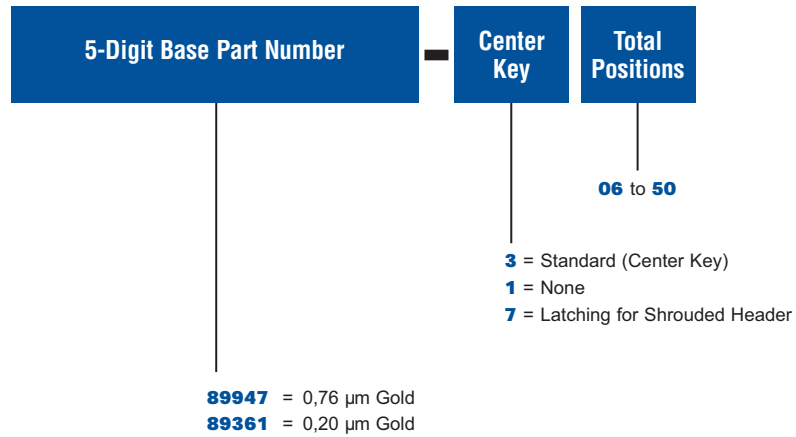 5-Digit Base Part Number
-
Center
Key
Total
Positions
06 to 50
3 = Standard (Center Key)
1 = None
7 = Latching for Shrouded Header
89947 = 0,76 µm Gold
89361 = 0,20 µm Gold